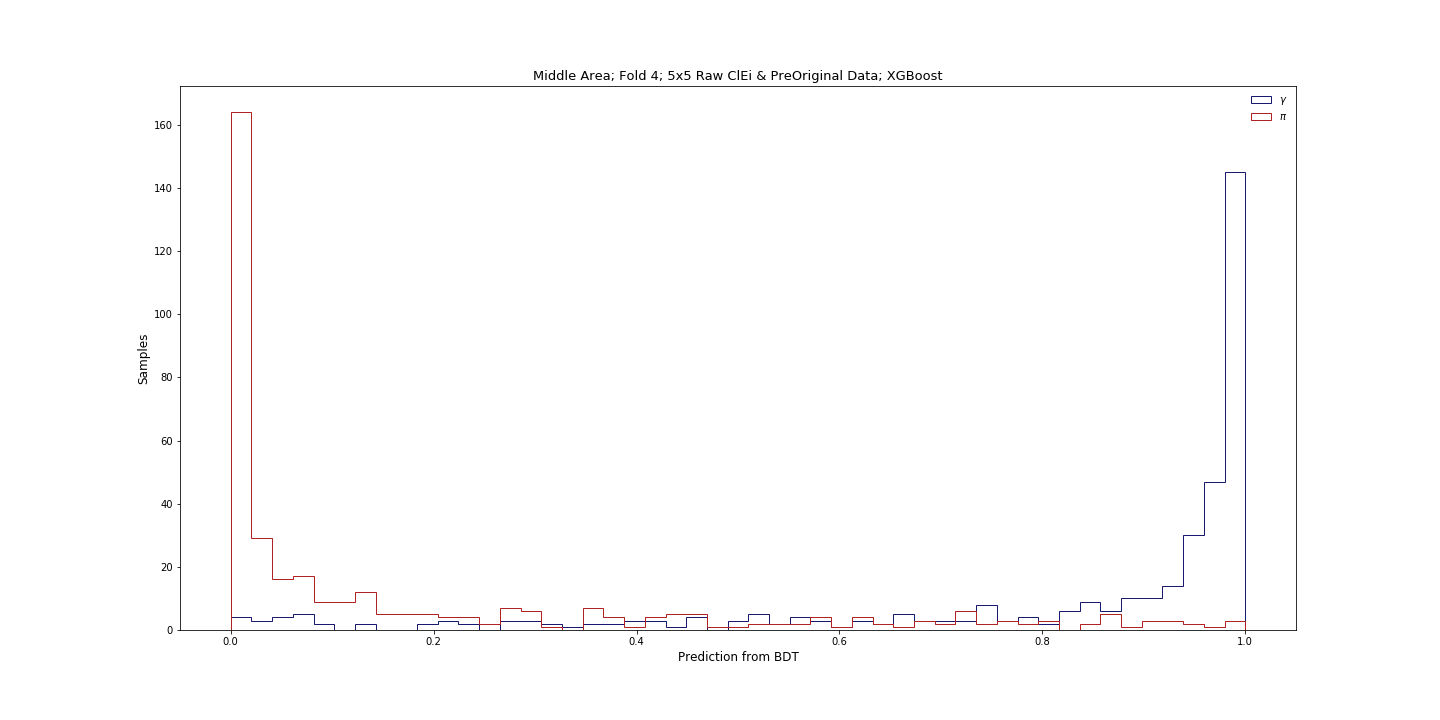 Middle Area; Fold 4; 5x5 Raw ClEi & PreOriginal Data; XGBoost
γ
π
160
140
120
100
80
60
40
20
0
Samples
0.0 0.2 0.4 0.6 0.8 1.0
Prediction from BDT